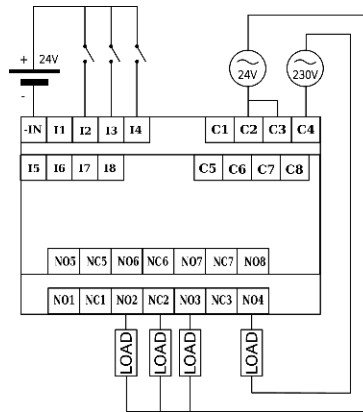 + 24V
-
24V
230V
-IN I1 I2 I3 I4 C1 C2 C3 C4
I5 I6 I7 I8 C5 C6 C7 C8
NO5 NC5 NO6 NC6 NO7 NC7 NO8
NO1 NC1 NO2 NC2 NO3 NC3 NO4
LOAD LOAD LOAD LOAD